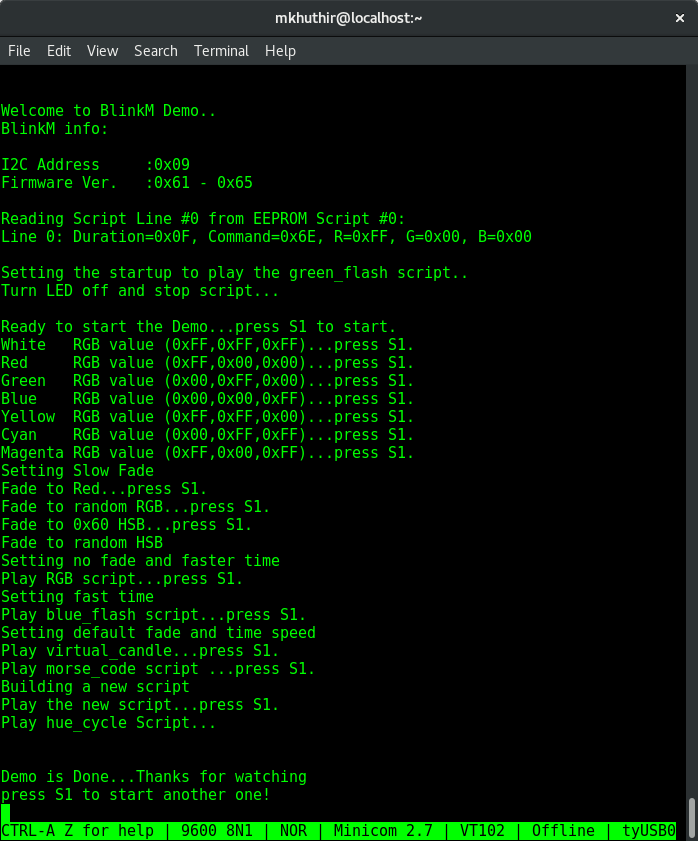 mkhuthir@localhost:~
File Edit View Search Terminal Help
Welcome to BlinkM Demo..
BlinkM info:
I2C Address     :0x09
Firmware Ver.   :0x61 - 0x65
Reading Script Line #0 from EEPROM Script #0:
Line 0: Duration=0x0F, Command=0x6E, R=0xFF, G=0x00, B=0x00
Setting the startup to play the green_flash script..
Turn LED off and stop script...
Ready to start the Demo...press S1 to start.
White   RGB value (0xFF,0xFF,0xFF)...press S1.
Red     RGB value (0xFF,0x00,0x00)...press S1.
Green   RGB value (0x00,0xFF,0x00)...press S1.
Blue    RGB value (0x00,0x00,0xFF)...press S1.
Yellow  RGB value (0xFF,0xFF,0x00)...press S1.
Cyan    RGB value (0x00,0xFF,0xFF)...press S1.
Magenta RGB value (0xFF,0x00,0xFF)...press S1.
Setting Slow Fade
Fade to Red...press S1.
Fade to random RGB...press S1.
Fade to 0x60 HSB...press S1.
Fade to random HSB
Setting no fade and faster time
Play RGB script...press S1.
Setting fast time
Play blue_flash script...press S1.
Setting default fade and time speed
Play virtual_candle...press S1.
Play morse_code script ...press S1.
Building a new script
Play the new script...press S1.
Play hue_cycle Script...
Demo is Done...Thanks for watching
press S1 to start another one!
CTRL-A Z for help | 9600 8N1 | NOR | Minicom 2.7 | VT102 | Offline | tyUSB0